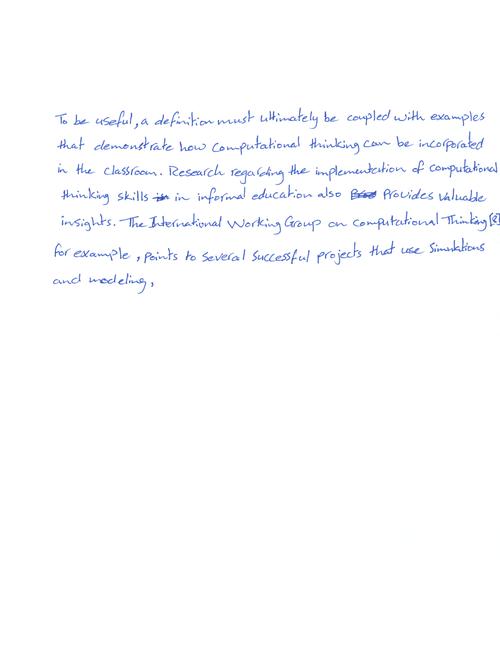 To be useful, a definition must ultimately be coupled with examples
that demonstrate how computational thinking can be incorporated
in the classroom. Research regarding the implementation of computational
thinking skills in in informal education also Provides valuable
insights. The International Working Group on computational Thinking [8]
for example, points to several successful projects that use Simulations
and modeling,